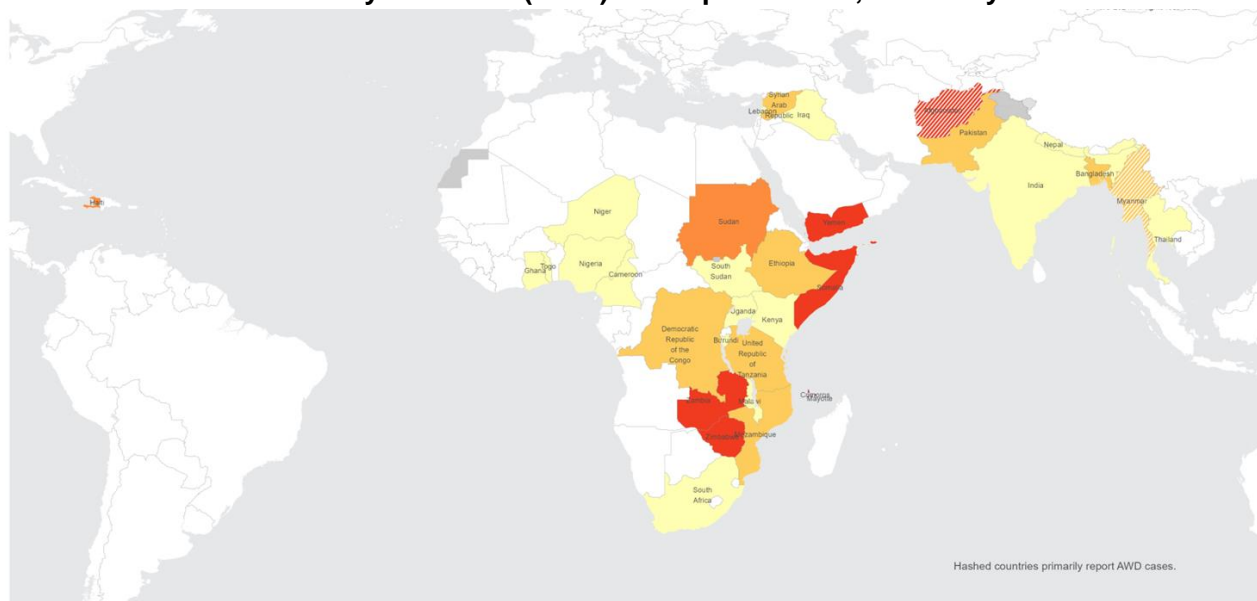 Syrian
Arab
Republic
Lebanon
Iraq
Afghanistan
Pakistan
Nepal
India
Bangladesh
Myanmar
Thailand
Haiti
Niger
Sudan
Yemen
Ghana
Togo
Nigeria
Cameroon
South
Sudan
Ethiopia
Somalia
Uganda
Kenya
Democratic
Republic
of the
Congo
Burundi
United
Republic
of
Tanzania
Zambia
Malawi
Comoros
Mayotte
Zimbabwe
Mozambique
South
Africa
Hashed countries primarily report AWD cases.